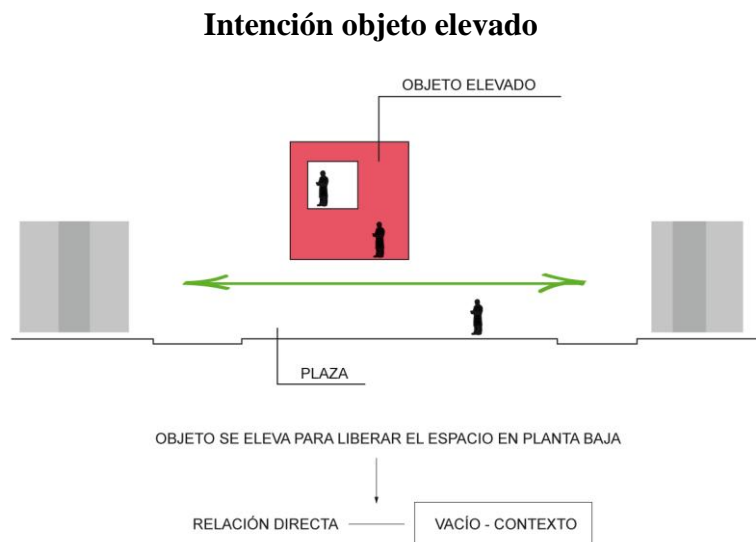 Intención objeto elevado
OBJETO ELEVADO
PLAZA
OBJETO SE ELEVA PARA LIBERAR EL ESPACIO EN PLANTA BAJA
RELACIÓN DIRECTA
VACÍO - CONTEXTO